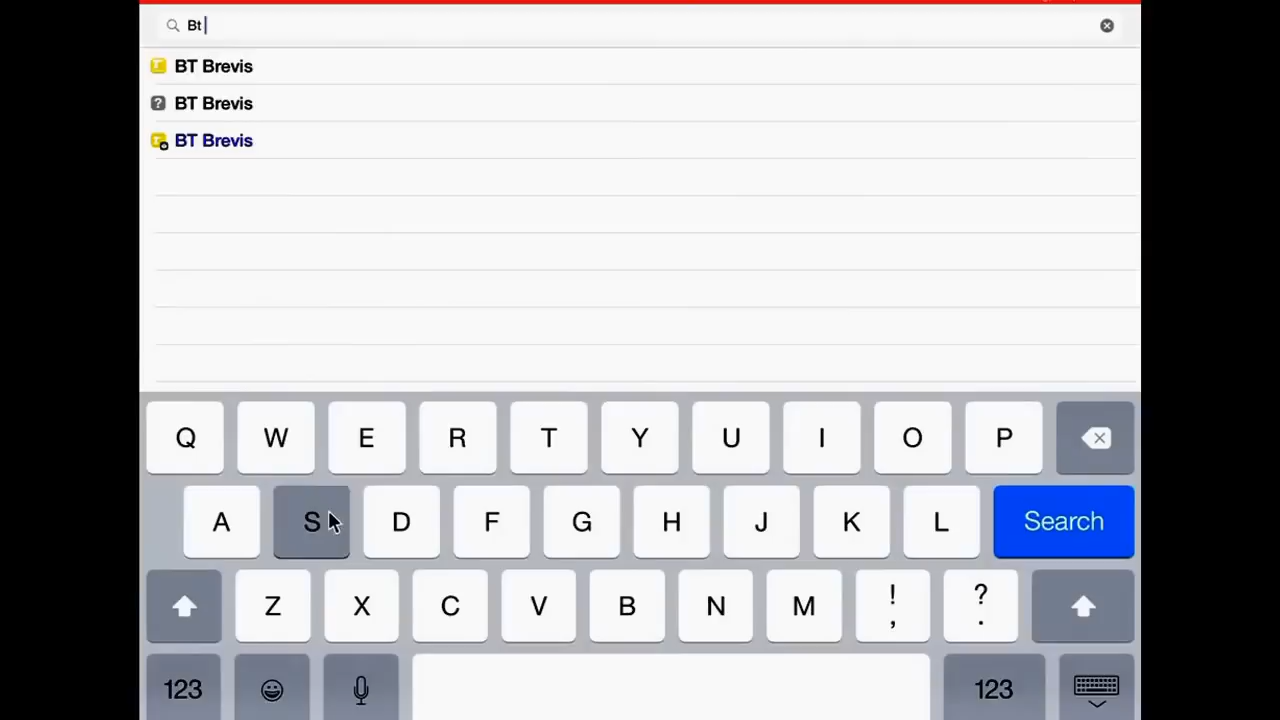 Bt
BT Brevis
? BT Brevis
BT Brevis
Q W E R T Y U I O P
A S D F G H J K L Search
Z X C V B N M ! , ? .
123 123